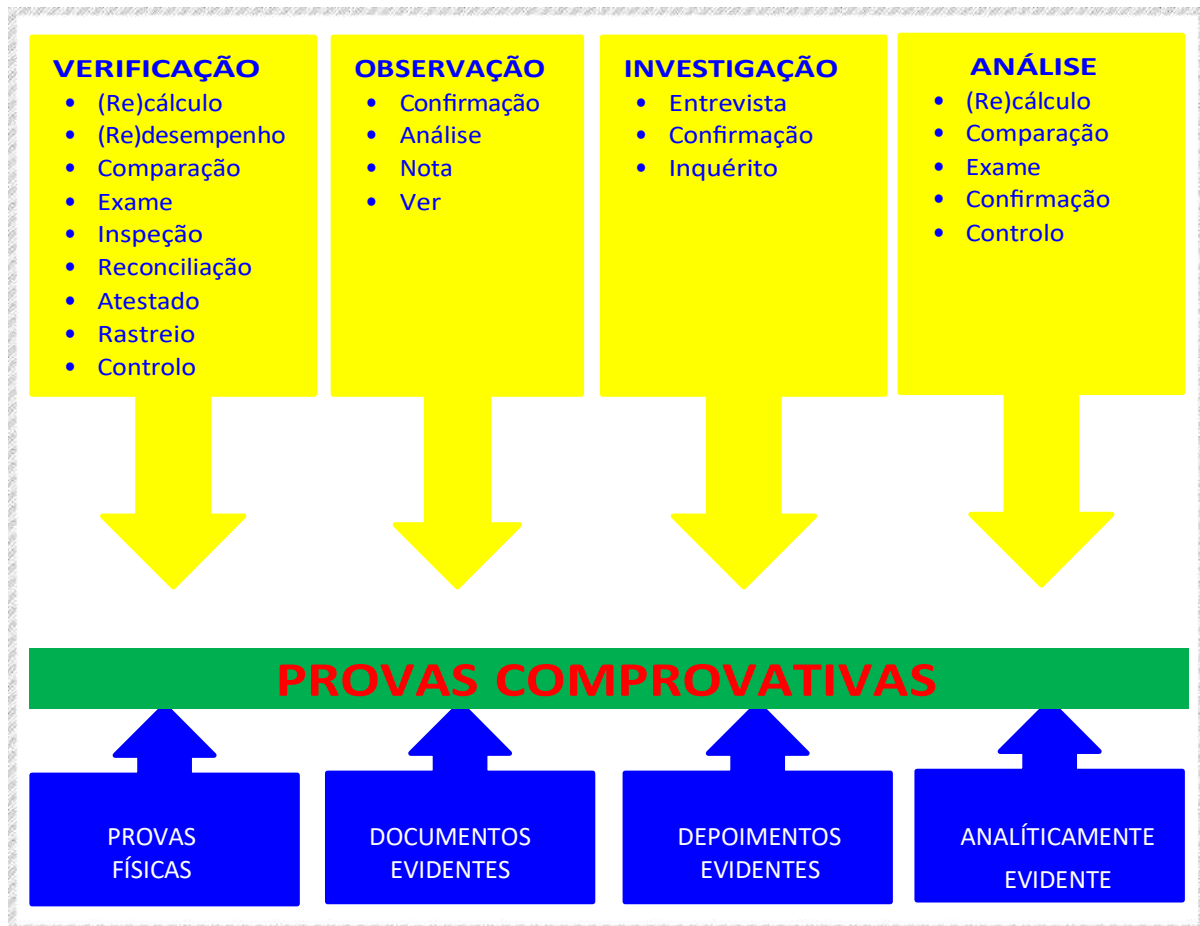 VERIFICAÇÃO
• (Re)cálculo
• (Re)desempenho
• Comparação
• Exame
• Inspeção
• Reconciliação
• Atestado
• Rastreio
• Controlo
OBSERVAÇÃO
• Confirmação
• Análise
• Nota
• Ver
INVESTIGAÇÃO
• Entrevista
• Confirmação
• Inquérito
ANÁLISE
• (Re)cálculo
• Comparação
• Exame
• Confirmação
• Controlo
PROVAS COMPROVATIVAS
PROVAS
FÍSICAS
DOCUMENTOS
EVIDENTES
DEPOIMENTOS
EVIDENTES
ANALÍTICAMENTE
EVIDENTE